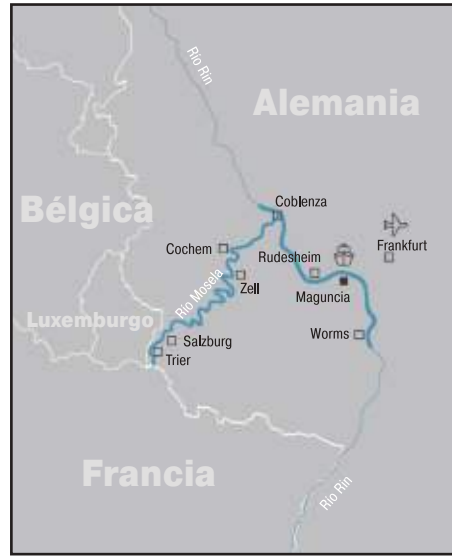 Río Rin
Alemania
Bélgica
Coblenza
Cochem
Rudesheim
Frankfurt
Río Mosela
Zell
Maguncia
Luxemburgo
Salzburg
Worms
Trier
Francia
Río Rin